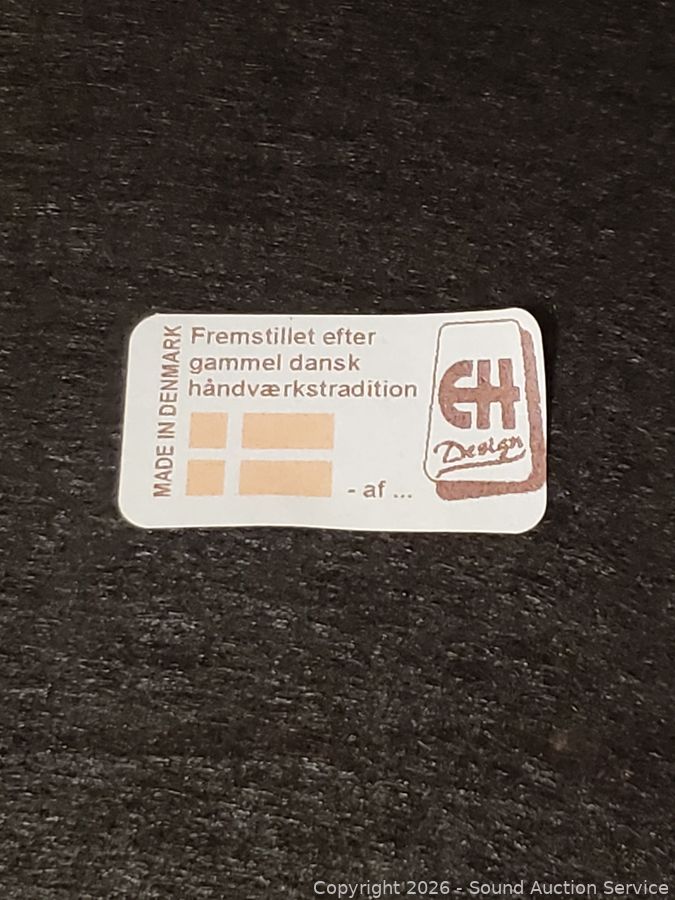 MADE IN DENMARK
Fremstillet efter
gammel dansk
håndværkstradition
- af ...
EH
Design
Copyright 2026 - Sound Auction Service